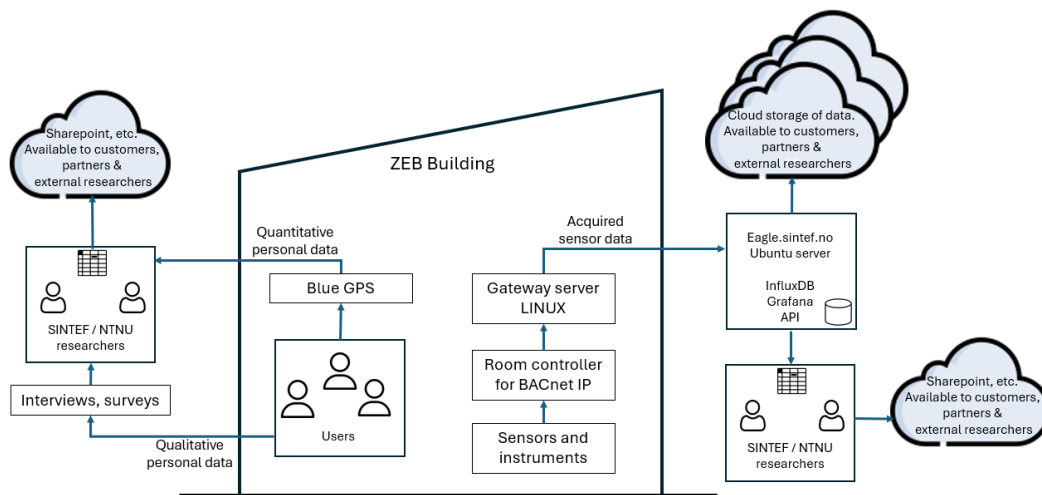 Sharepoint, etc.
Available to customers,
partners &
external researchers
SINTEF / NTNU
researchers
Interviews, surveys
Quantitative
personal data
Qualitative
personal data
ZEB Building
Blue GPS
Users
Acquired
sensor data
Gateway server
LINUX
Room controller
for BACnet IP
Sensors and
instruments
Cloud storage of data.
Available to customers,
partners &
external researchers
Eagle.sintef.no
Ubuntu server
InfluxDB
Grafana
API
SINTEF / NTNU
researchers
Sharepoint, etc.
Available to customers,
partners &
external researchers